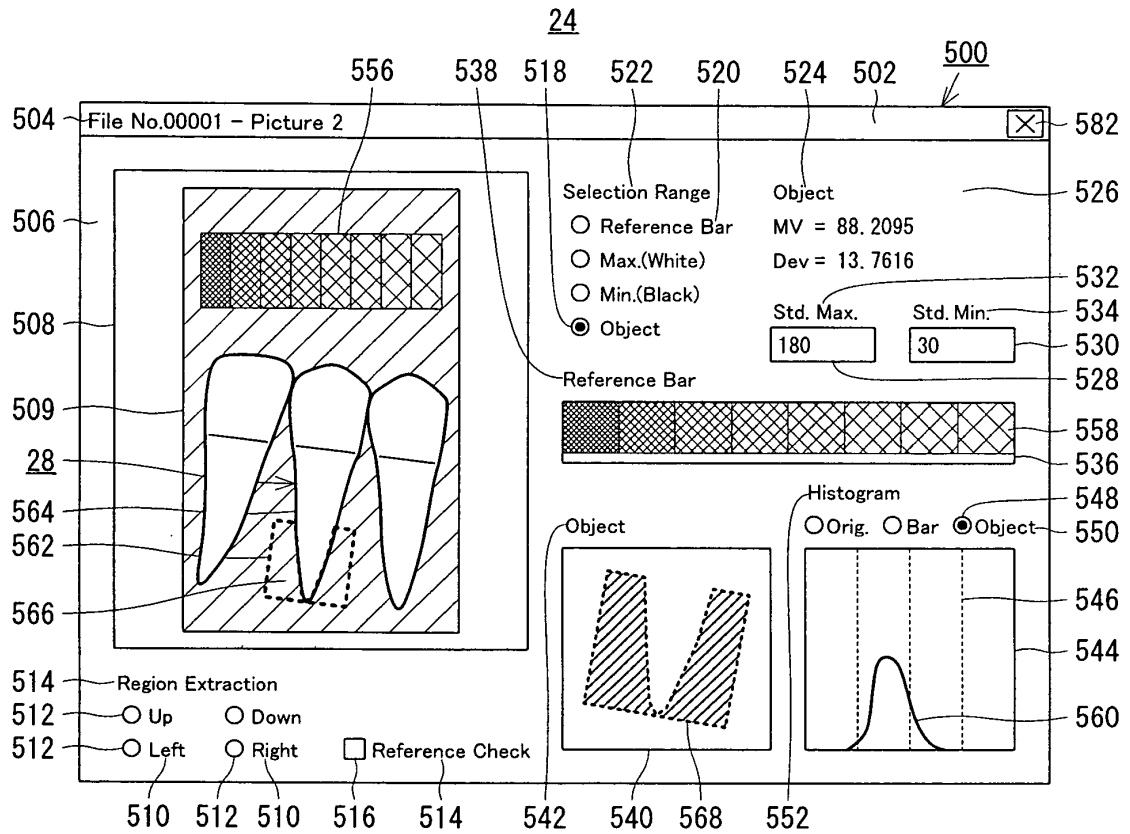 24
556 538 518 522 520 524 502 500
504 File No.00001 - Picture 2 582
Selection Range Object 526
506 Reference Bar MV = 88.2095
Max.(White) Dev = 13.7616 532
Min.(Black) Std. Max. Std. Min. 534
508 Object 180 30 530
Reference Bar 528
509 558
28 536
Histogram 548
564 Object Orig. Bar Object 550
562
566 546
544
514 Region Extraction
512 Up Down 560
512 Left Right Reference Check
510 512 510 516 514 542 540 568 552